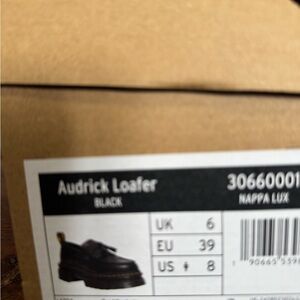 Audrick Loafer 30660001
BLACK NAPPA LUX
UK 6
EU 39
US 8